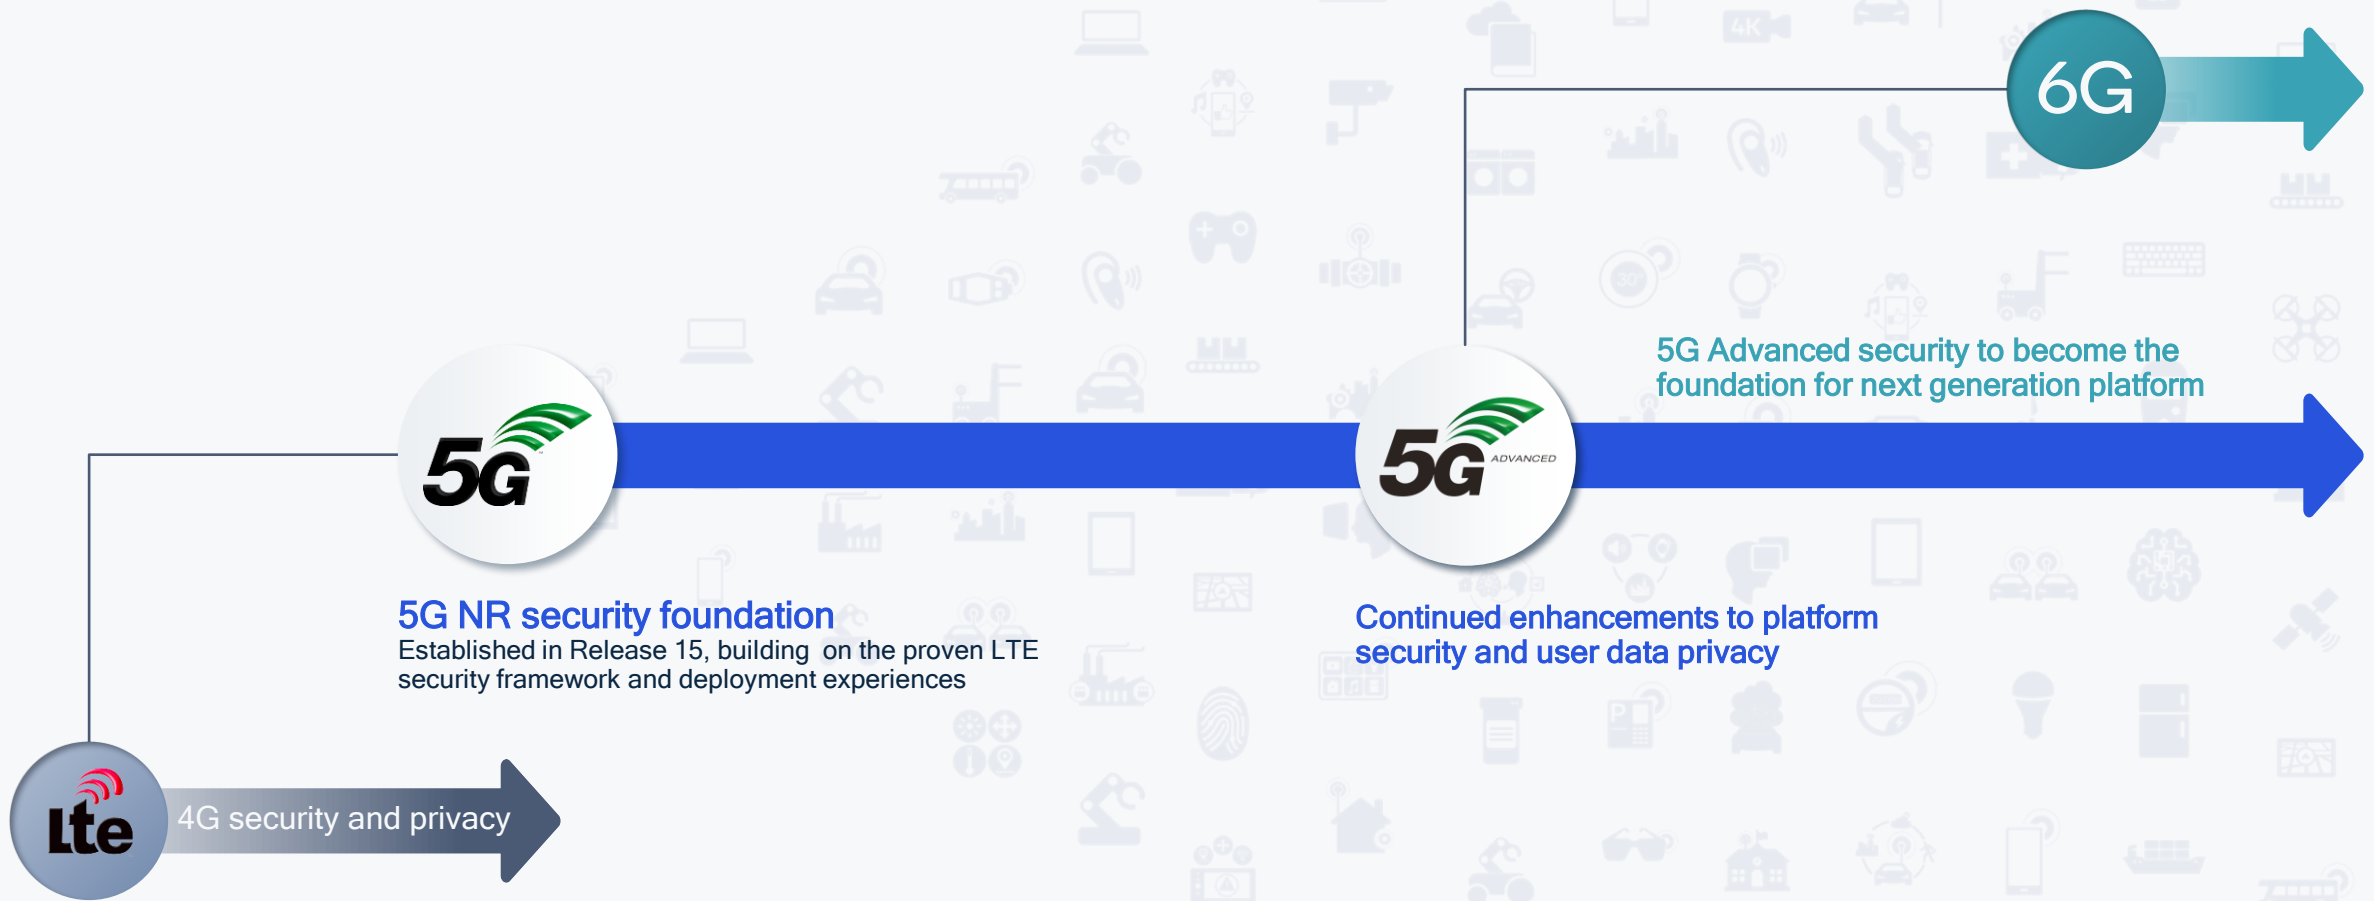 4K
6G
30°
5G Advanced security to become the
foundation for next generation platform
5G
5G
ADVANCED
5G NR security foundation
Established in Release 15, building  on the proven LTE
security framework and deployment experiences
Continued enhancements to platform
security and user data privacy
P
Lte
4G security and privacy